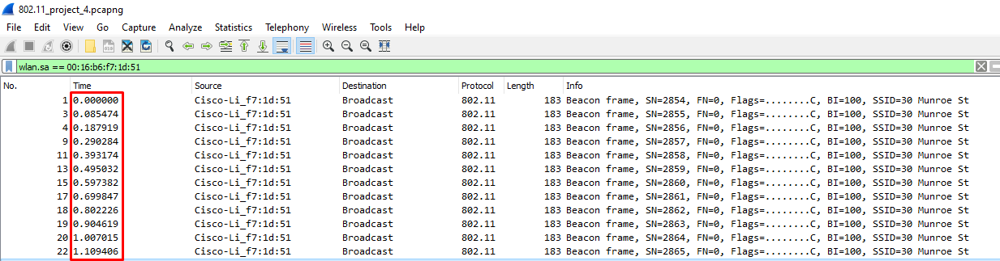 802.11_project_4.pcapng
File Edit View Go Capture Analyze Statistics Telephony Wireless Tools Help
wlan.sa == 00:16:b6:f7:1d:51
No. Time Source Destination Protocol Length Info
1 0.000000 Cisco-Li_f7:1d:51 Broadcast 802.11 183 Beacon frame, SN=2854, FN=0, Flags=........C, BI=100, SSID=30 Munroe St
3 0.085474 Cisco-Li_f7:1d:51 Broadcast 802.11 183 Beacon frame, SN=2855, FN=0, Flags=........C, BI=100, SSID=30 Munroe St
4 0.187919 Cisco-Li_f7:1d:51 Broadcast 802.11 183 Beacon frame, SN=2856, FN=0, Flags=........C, BI=100, SSID=30 Munroe St
9 0.290284 Cisco-Li_f7:1d:51 Broadcast 802.11 183 Beacon frame, SN=2857, FN=0, Flags=........C, BI=100, SSID=30 Munroe St
11 0.393174 Cisco-Li_f7:1d:51 Broadcast 802.11 183 Beacon frame, SN=2858, FN=0, Flags=........C, BI=100, SSID=30 Munroe St
13 0.495032 Cisco-Li_f7:1d:51 Broadcast 802.11 183 Beacon frame, SN=2859, FN=0, Flags=........C, BI=100, SSID=30 Munroe St
15 0.597382 Cisco-Li_f7:1d:51 Broadcast 802.11 183 Beacon frame, SN=2860, FN=0, Flags=........C, BI=100, SSID=30 Munroe St
17 0.699847 Cisco-Li_f7:1d:51 Broadcast 802.11 183 Beacon frame, SN=2861, FN=0, Flags=........C, BI=100, SSID=30 Munroe St
18 0.802226 Cisco-Li_f7:1d:51 Broadcast 802.11 183 Beacon frame, SN=2862, FN=0, Flags=........C, BI=100, SSID=30 Munroe St
19 0.904619 Cisco-Li_f7:1d:51 Broadcast 802.11 183 Beacon frame, SN=2863, FN=0, Flags=........C, BI=100, SSID=30 Munroe St
20 1.007015 Cisco-Li_f7:1d:51 Broadcast 802.11 183 Beacon frame, SN=2864, FN=0, Flags=........C, BI=100, SSID=30 Munroe St
22 1.109406 Cisco-Li_f7:1d:51 Broadcast 802.11 183 Beacon frame, SN=2865, FN=0, Flags=........C, BI=100, SSID=30 Munroe St